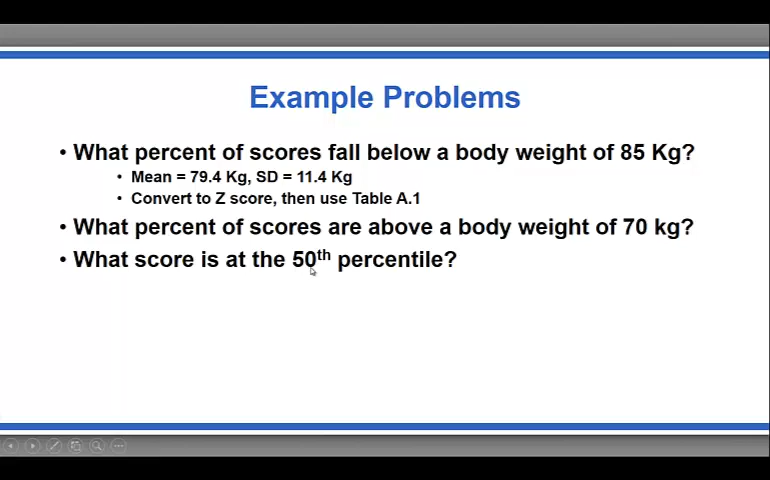 Example Problems
• What percent of scores fall below a body weight of 85 Kg?
• Mean = 79.4 Kg, SD = 11.4 Kg
• Convert to Z score, then use Table A.1
• What percent of scores are above a body weight of 70 kg?
• What score is at the 50th percentile?